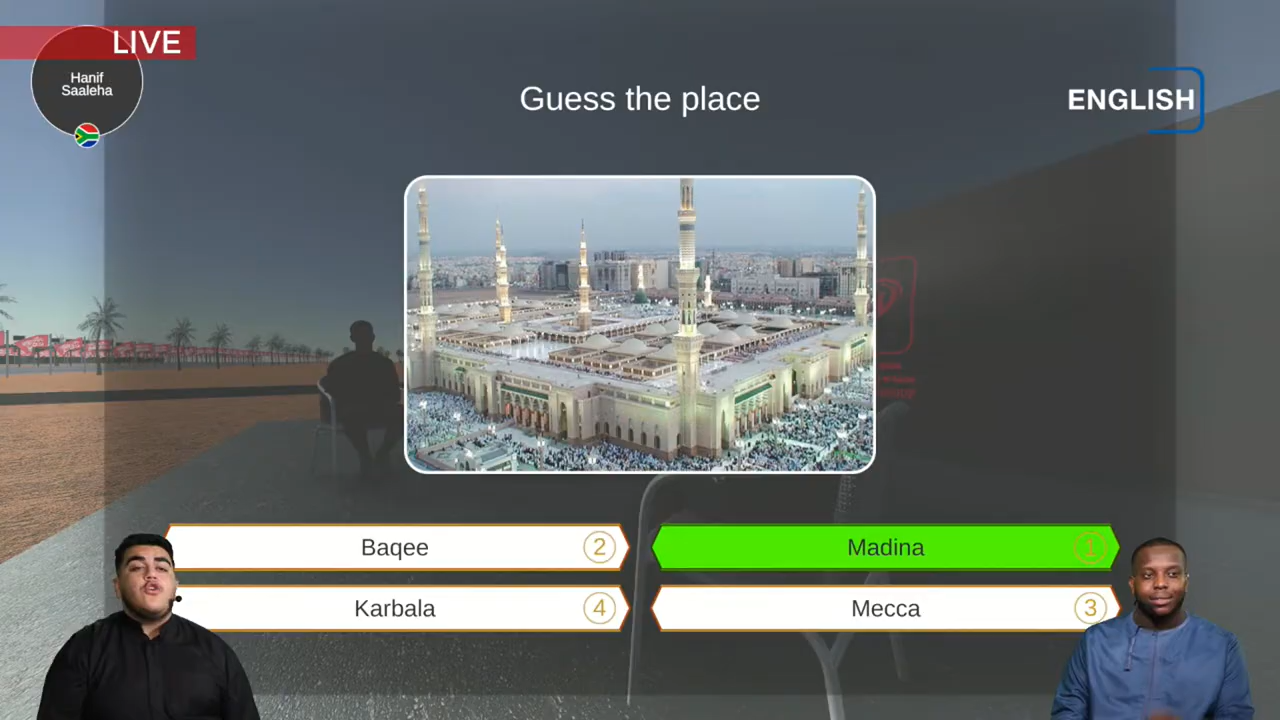 LIVE
Hanif
Saaleha
Guess the place
ENGLISH
Baqee 2
Madina 1
Karbala 4
Mecca 3